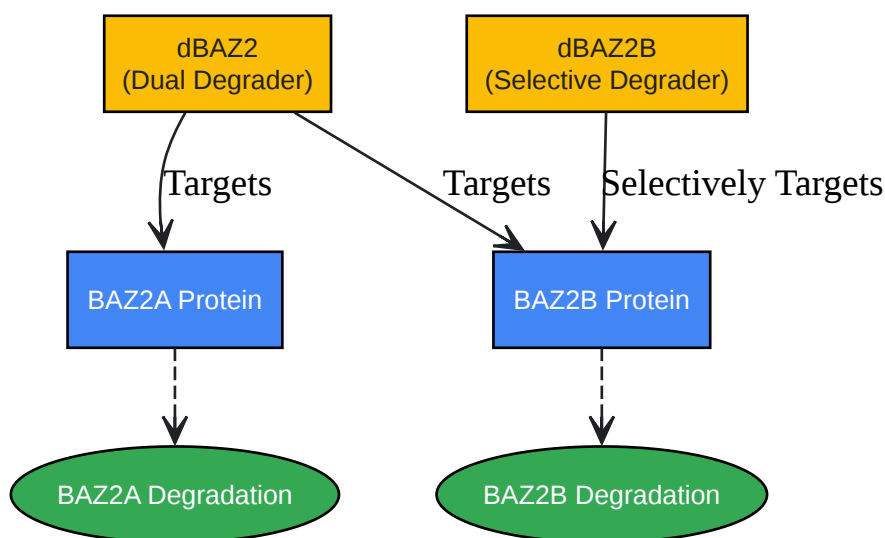 dBAZ2
(Dual Degrader)
dBAZ2B
(Selective Degrader)
Targets
Targets
Selectively Targets
BAZ2A Protein
BAZ2B Protein
BAZ2A Degradation
BAZ2B Degradation